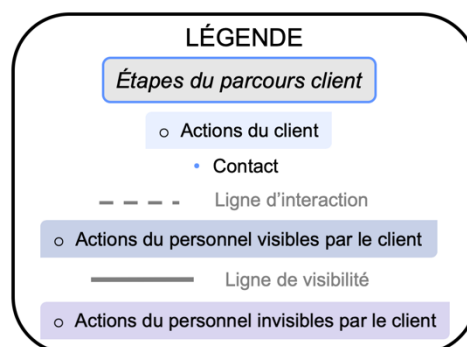 LÉGENDE
Étapes du parcours client
o Actions du client
• Contact
Ligne d'interaction
o Actions du personnel visibles par le client
Ligne de visibilité
o Actions du personnel invisibles par le client